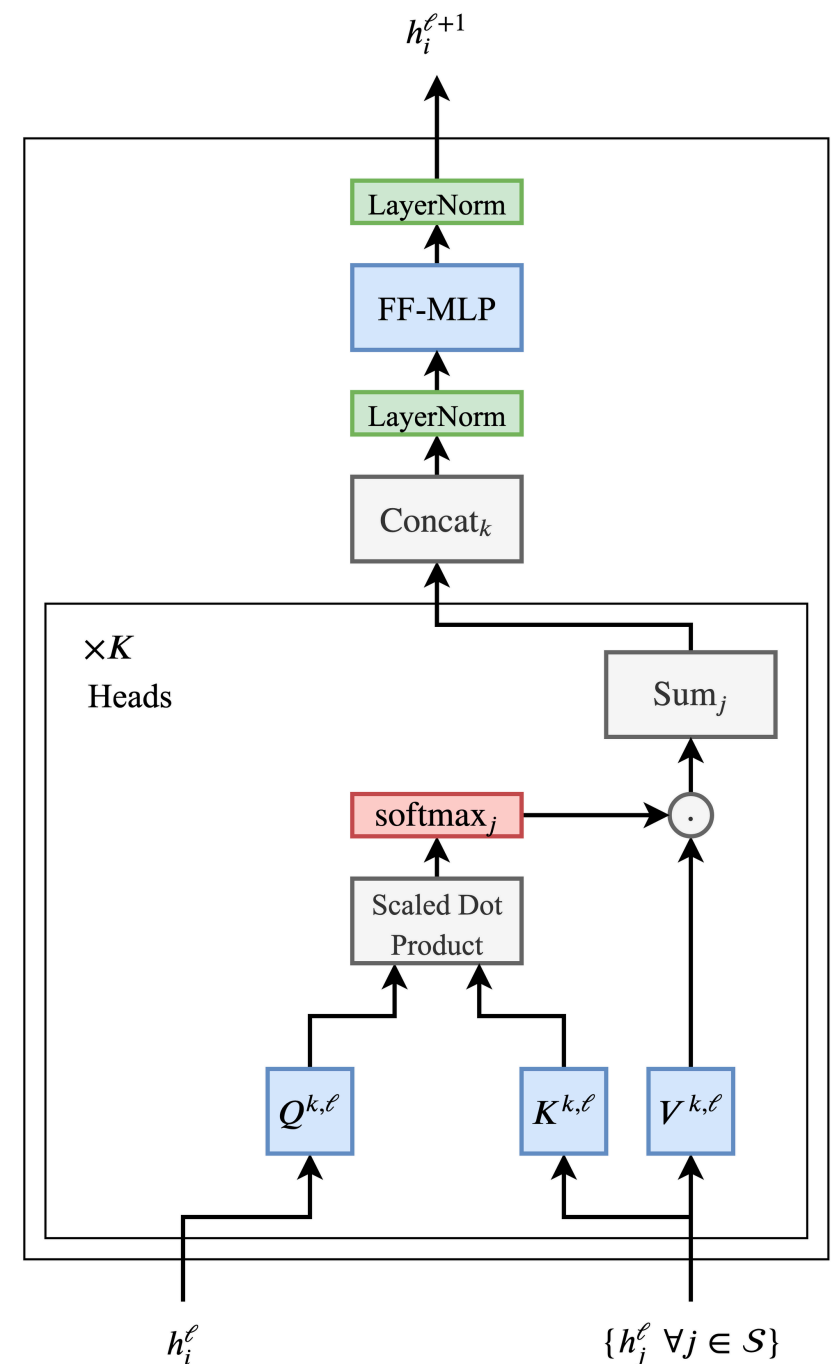 h_i^{ℓ+1}
LayerNorm
FF-MLP
LayerNorm
Concat_k
×K
Heads
Sum_j
softmax_j
.
Scaled Dot
Product
Q^{k,ℓ}
K^{k,ℓ}
V^{k,ℓ}
h_i^ℓ
{h_j^ℓ ∀j ∈ 𝒮}